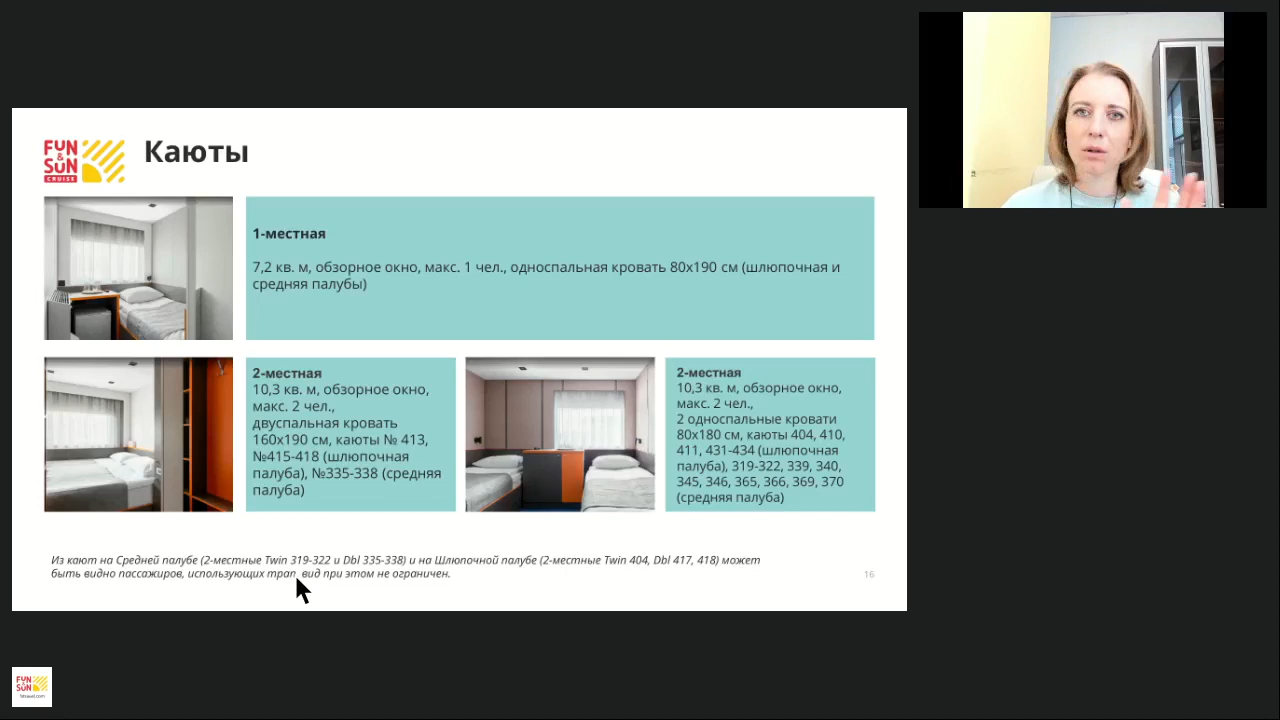 FUN
&
SUN
CRUISE
Каюты
1-местная
7,2 кв. м, обзорное окно, макс. 1 чел., односпальная кровать 80х190 см (шлюпочная и
средняя палубы)
2-местная
10,3 кв. м, обзорное окно,
макс. 2 чел.,
двуспальная кровать
160х190 см, каюты № 413,
№415-418 (шлюпочная
палуба), №335-338 (средняя
палуба)
2-местная
10,3 кв. м, обзорное окно,
макс. 2 чел.,
2 односпальные кровати
80х180 см, каюты 404, 410,
411, 431-434 (шлюпочная
палуба), 319-322, 339, 340,
345, 346, 365, 366, 369, 370
(средняя палуба)
Из кают на Средней палубе (2-местные Twin 319-322 и Dbl 335-338) и на Шлюпочной палубе (2-местные Twin 404, Dbl 417, 418) может
быть видно пассажиров, использующих трап, вид при этом не ограничен.
16
FUN
&
SUN
fstravel.com